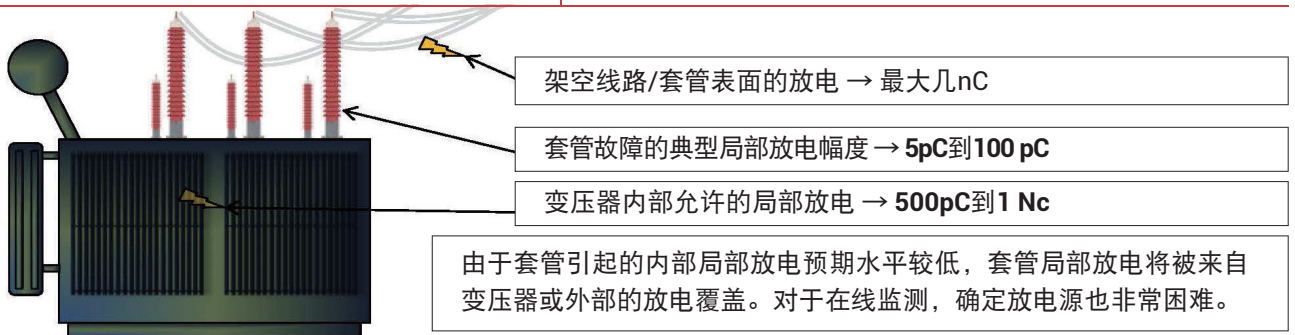 架空线路/套管表面的放电 → 最大几nC
套管故障的典型局部放电幅度 → 5pC到100 pC
变压器内部允许的局部放电 → 500pC到1 Nc
由于套管引起的内部局部放电预期水平较低，套管局部放电将被来自
变压器或外部的放电覆盖。对于在线监测，确定放电源也非常困难。